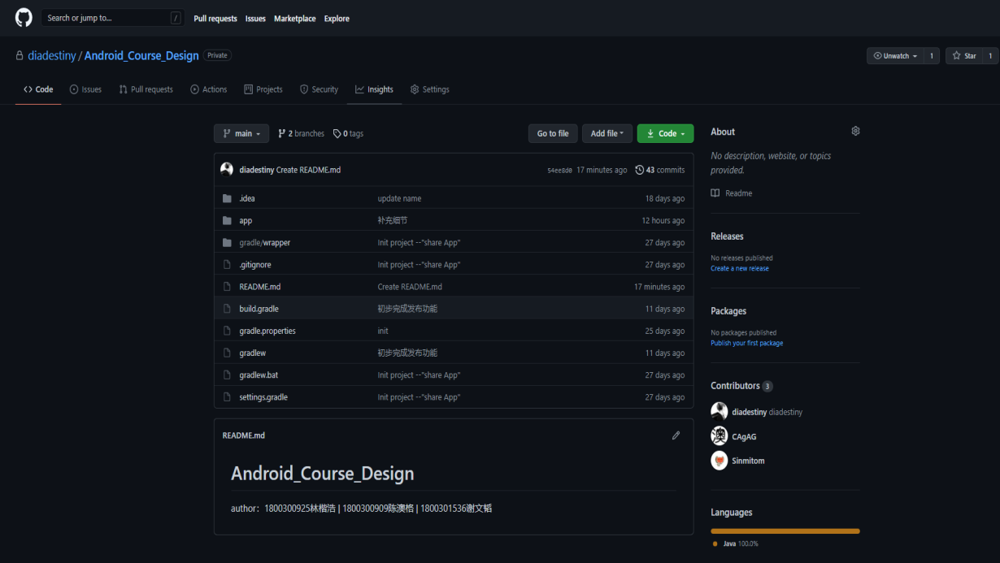 Search or jump to... /
Pull requests Issues Marketplace Explore
diadestiny / Android_Course_Design Private
Unwatch 1 Star 1
Code Issues Pull requests Actions Projects Security Insights Settings
main 2 branches 0 tags
Go to file Add file Code
diadestiny Create README.md 54ee8d0 17 minutes ago 43 commits
.idea update name 18 days ago
app 补充细节 12 hours ago
gradle/wrapper Init project --"share App" 27 days ago
.gitignore Init project --"share App" 27 days ago
README.md Create README.md 17 minutes ago
build.gradle 初步完成发布功能 11 days ago
gradle.properties init 25 days ago
gradlew 初步完成发布功能 11 days ago
gradlew.bat Init project --"share App" 27 days ago
settings.gradle Init project --"share App" 27 days ago
README.md
Android_Course_Design
author：1800300925林楷浩 | 1800300909陈澳格 | 1800301536谢文韬
About
No description, website, or topics
provided.
Readme
Releases
No releases published
Create a new release
Packages
No packages published
Publish your first package
Contributors 3
diadestiny diadestiny
澳 CAgAG
Sinmitom
Languages
Java 100.0%